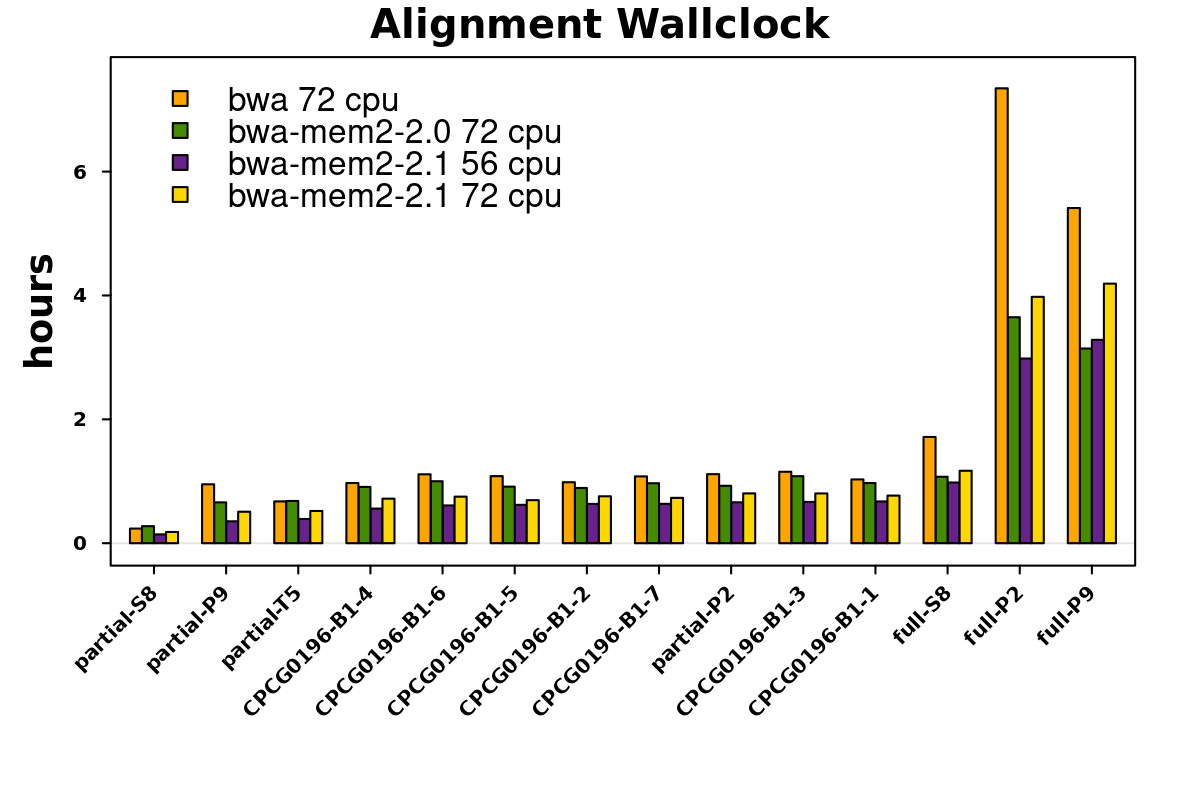 Alignment Wallclock
bwa 72 cpu
bwa-mem2-2.0 72 cpu
bwa-mem2-2.1 56 cpu
bwa-mem2-2.1 72 cpu
hours
6
4
2
0
partial-S8
partial-P9
partial-T5
CPCG0196-B1-4
CPCG0196-B1-6
CPCG0196-B1-5
CPCG0196-B1-2
CPCG0196-B1-7
partial-P2
CPCG0196-B1-3
CPCG0196-B1-1
full-S8
full-P2
full-P9